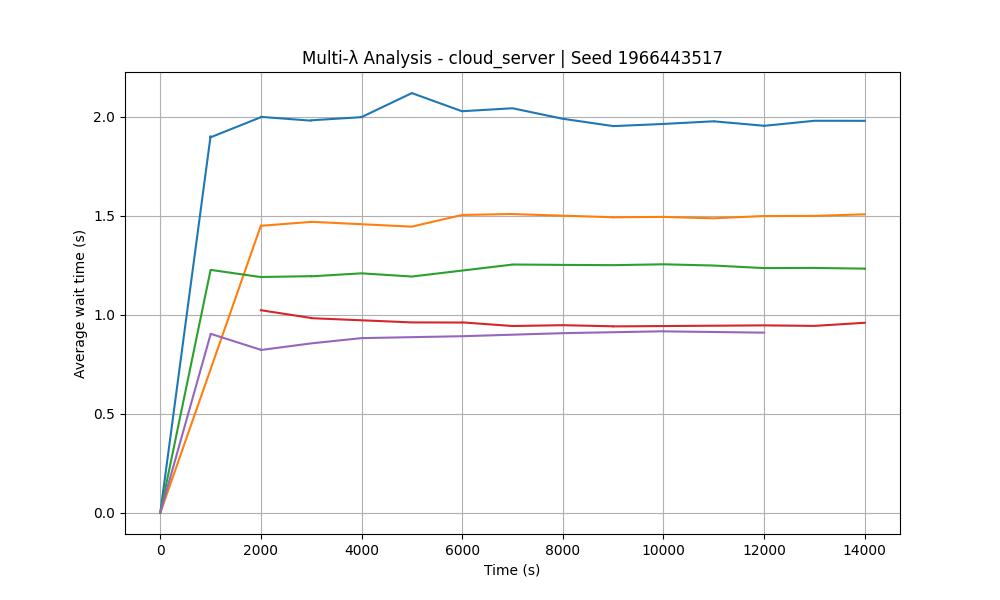 Multi-λ Analysis - cloud_server | Seed 1966443517
Average wait time (s)
2.0
1.5
1.0
0.5
0.0
0 2000 4000 6000 8000 10000 12000 14000
Time (s)